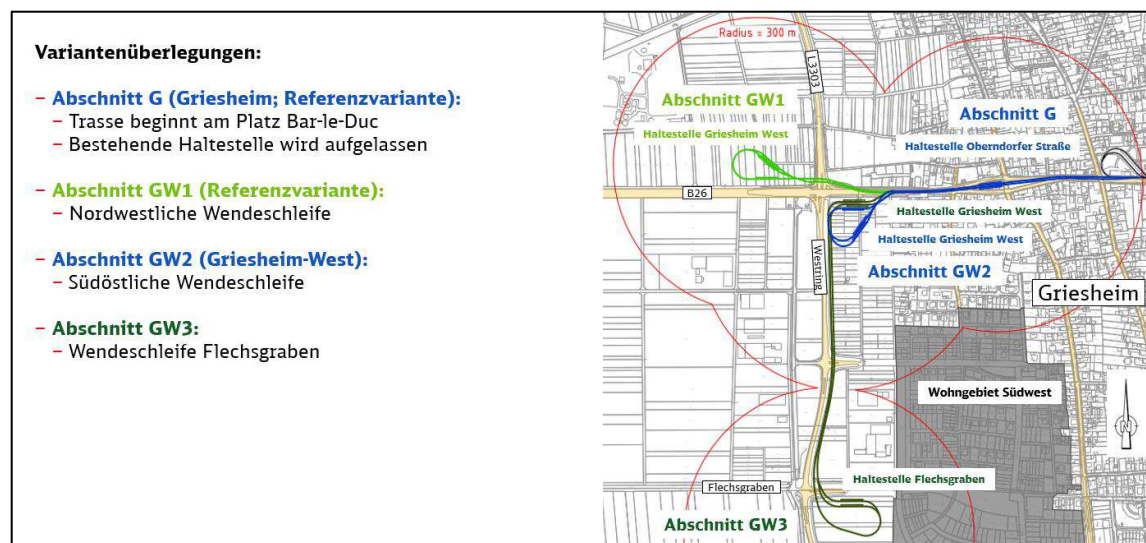 Variantenüberlegungen:
– Abschnitt G (Griesheim; Referenzvariante):
– Trasse beginnt am Platz Bar-le-Duc
– Bestehende Haltestelle wird aufgelassen
– Abschnitt GW1 (Referenzvariante):
– Nordwestliche Wendeschleife
– Abschnitt GW2 (Griesheim-West):
– Südöstliche Wendeschleife
– Abschnitt GW3:
– Wendeschleife Flechsgraben
Radius = 300 m
L3303
Abschnitt GW1
Haltestelle Griesheim West
Abschnitt G
Haltestelle Oberndorfer Straße
B26
Haltestelle Griesheim West
Haltestelle Griesheim West
Westring
Abschnitt GW2
Griesheim
Wohngebiet Südwest
N
Haltestelle Flechsgraben
Flechsgraben
Abschnitt GW3